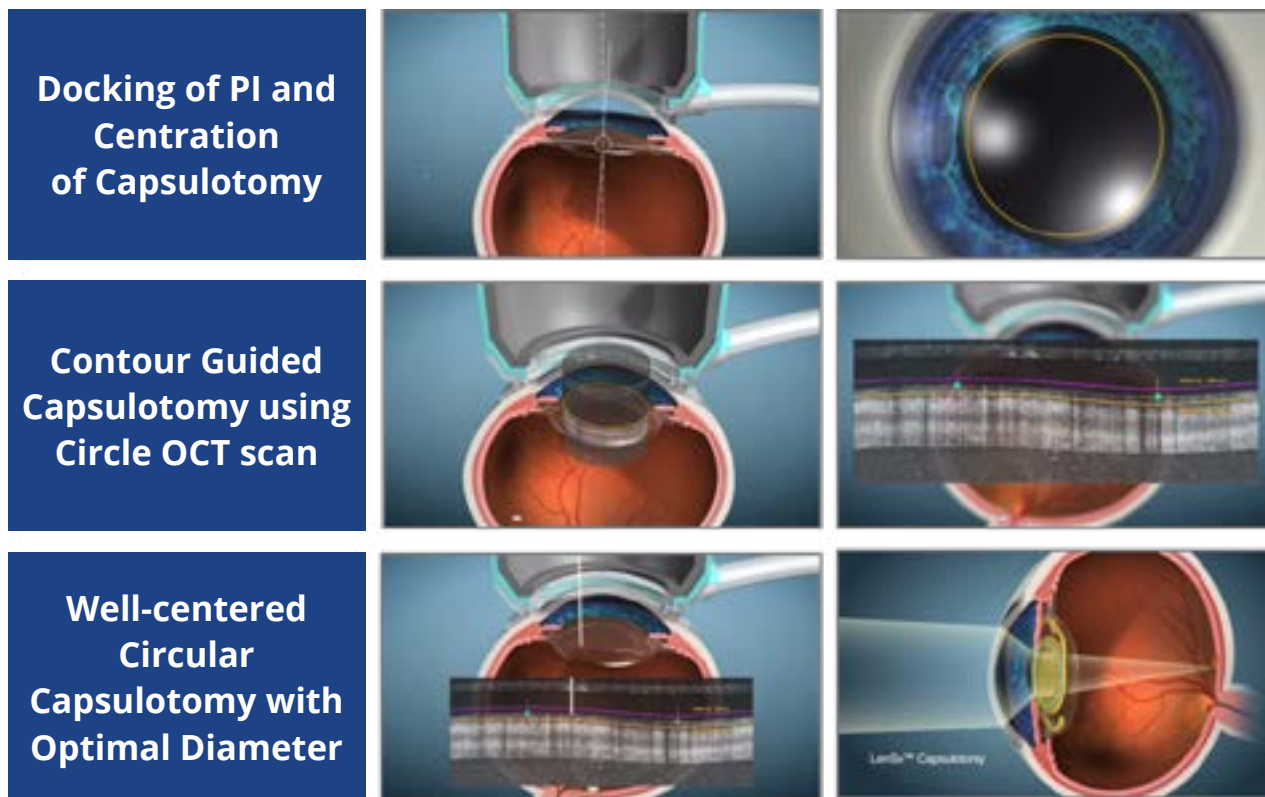 Docking of PI and
Centration
of Capsulotomy
Contour Guided
Capsulotomy using
Circle OCT scan
Well-centered
Circular
Capsulotomy with
Optimal Diameter
LenSx™ Capsulotomy